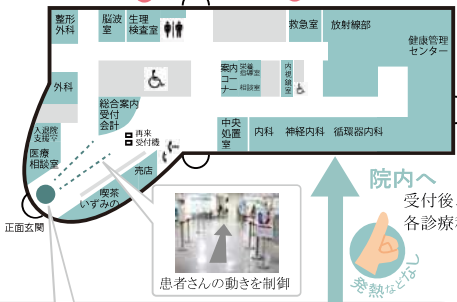 整形
外科
脳波
室
生理
検査室
救急室
放射線部
健康管理
センター
外科
案内
コー
ナー
栄養
指導室
相談室
内視鏡室
総合案内
受付
会計
再来
受付機
入退院
支援
医療
相談室
売店
喫茶
いずみの
正面玄関
中央
処置
室
内科
神経内科
循環器内科
患者さんの動きを制御
院内へ
受付後、
各診療科
発熱などなし